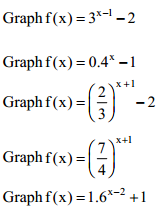 Graph f(x) = 3^{x−1} − 2
Graph f(x) = 0.4^x − 1
Graph f(x) = (2/3)^{x+1} − 2
Graph f(x) = (7/4)^{x+1}
Graph f(x) = 1.6^{x−2} + 1